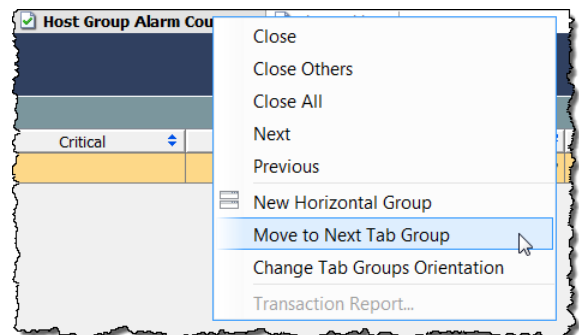 Host Group Alarm Cou
Close
Close Others
Close All
Next
Critical
Previous
New Horizontal Group
Move to Next Tab Group
Change Tab Groups Orientation
Transaction Report...